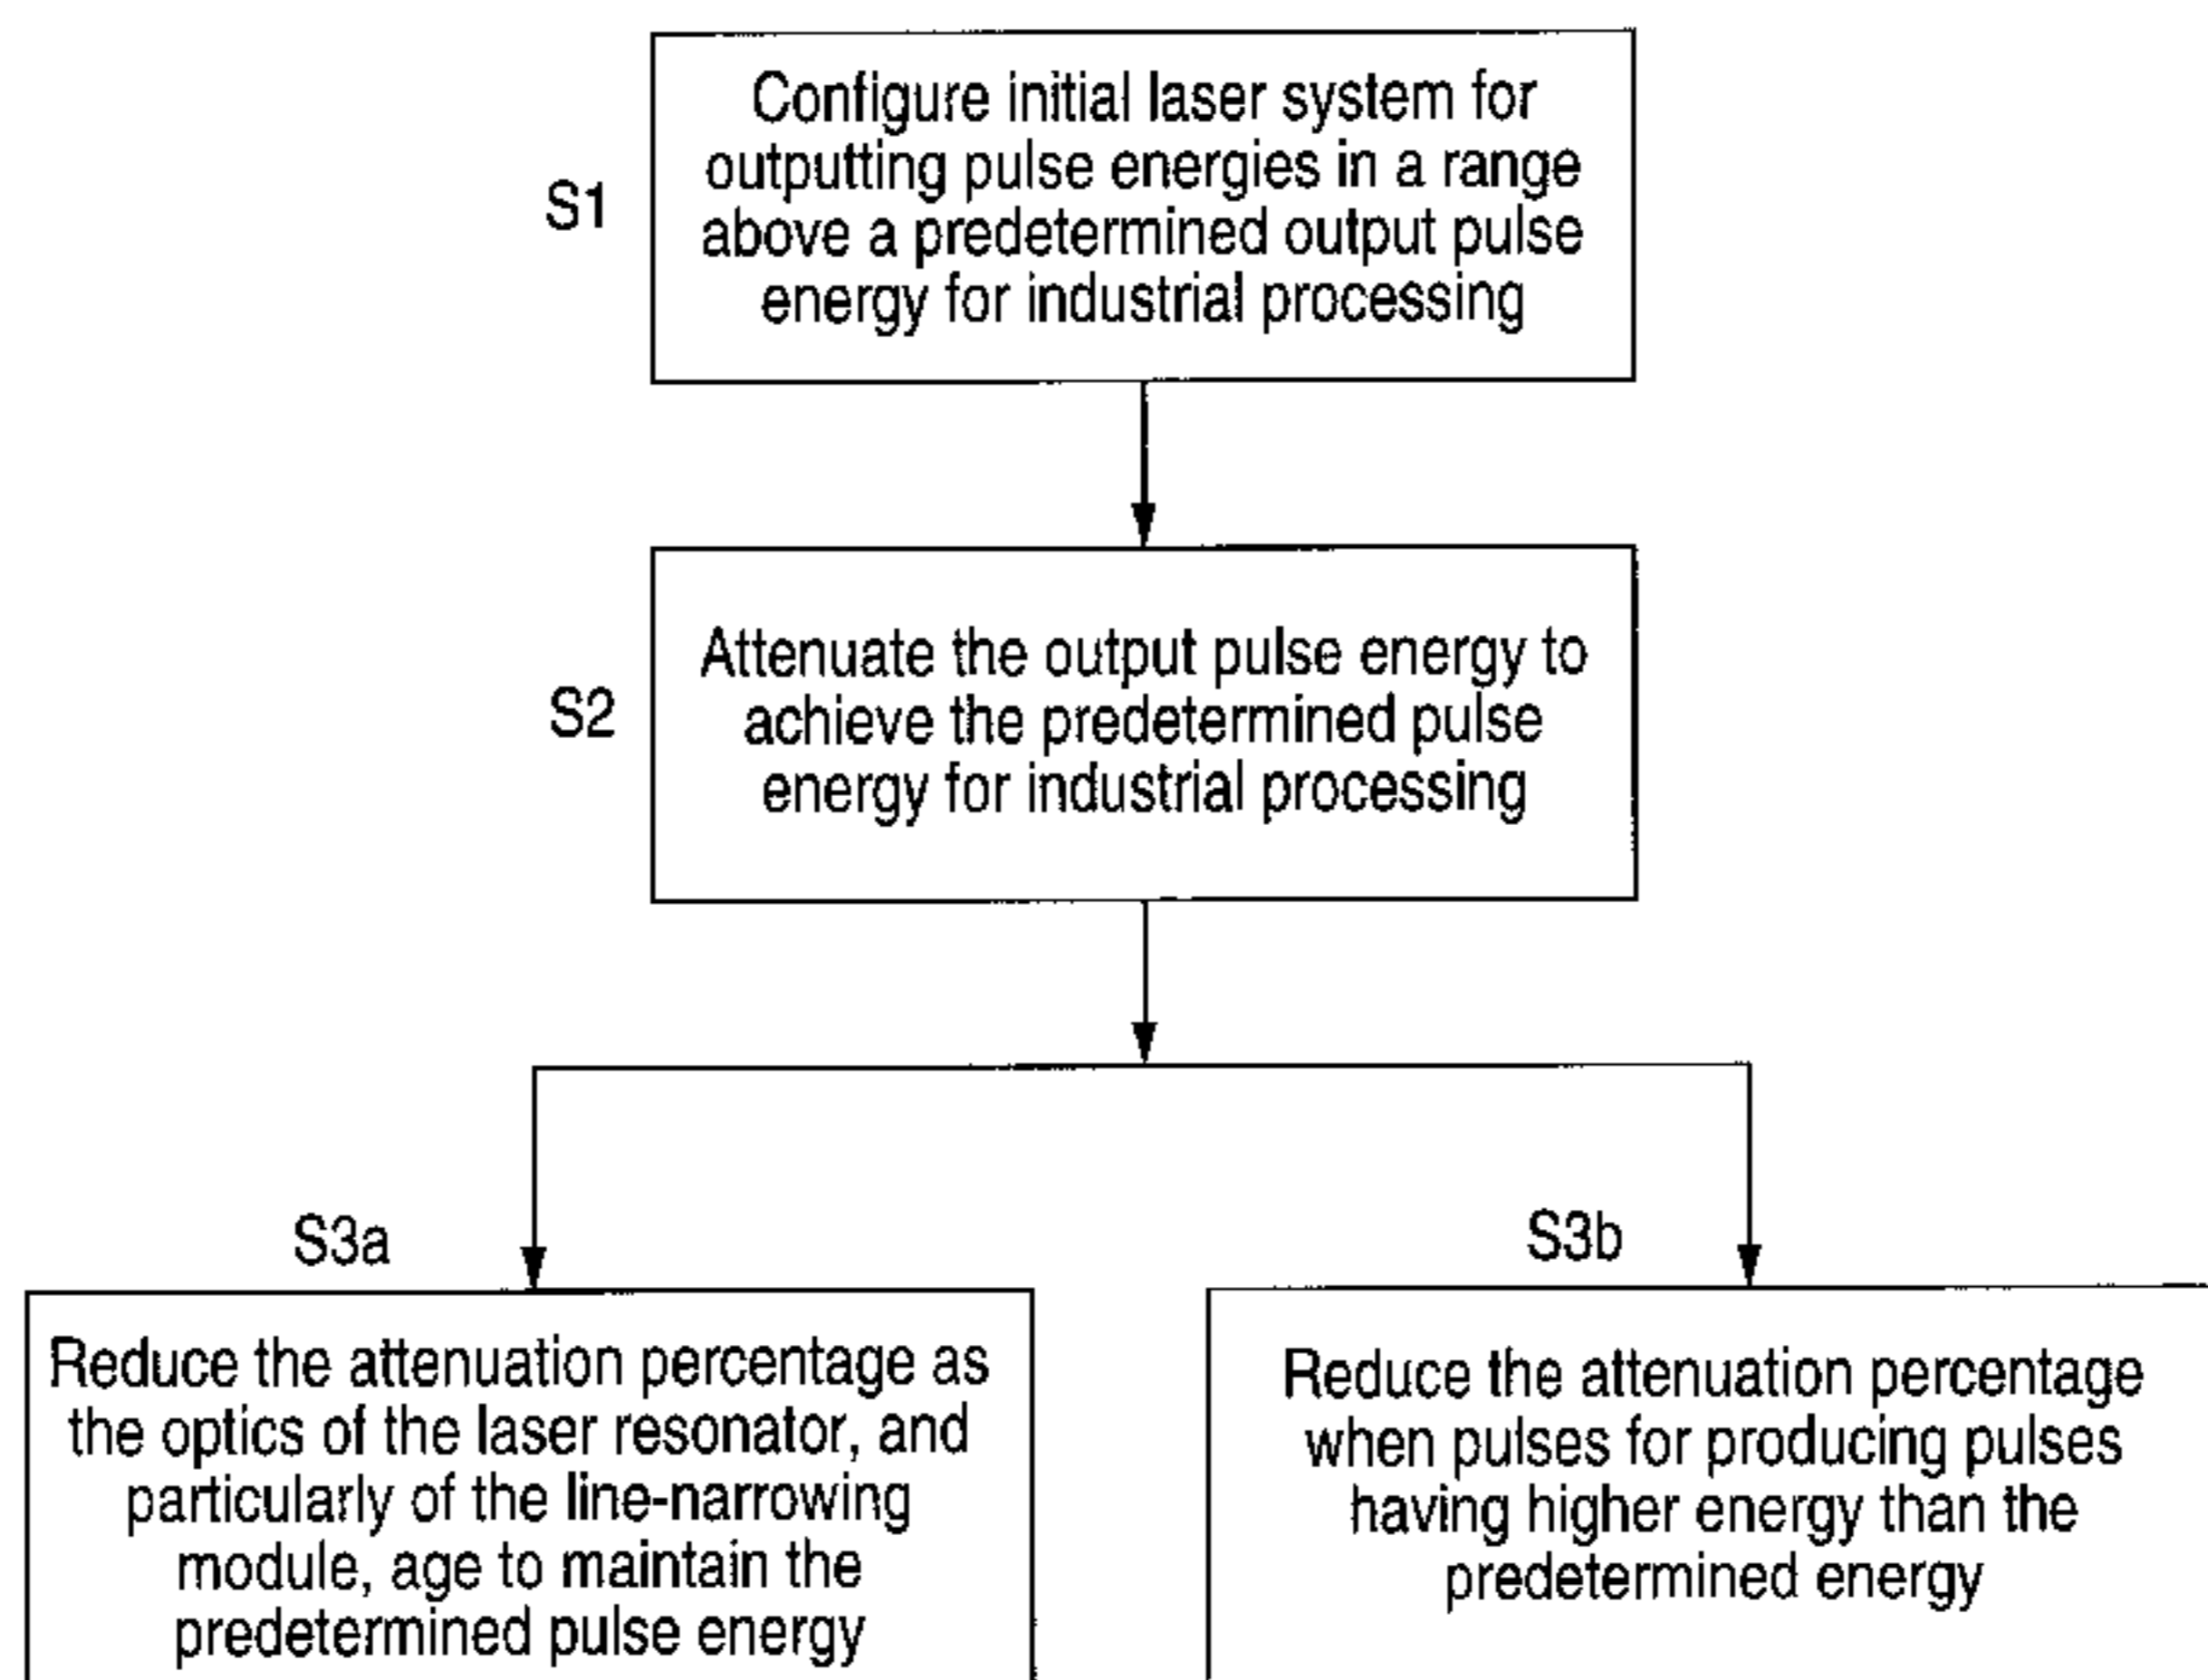 S1
Configure initial laser system for
outputting pulse energies in a range
above a predetermined output pulse
energy for industrial processing
S2
Attenuate the output pulse energy to
achieve the predetermined pulse
energy for industrial processing
S3a
Reduce the attenuation percentage as
the optics of the laser resonator, and
particularly of the line-narrowing
module, age to maintain the
predetermined pulse energy
S3b
Reduce the attenuation percentage
when pulses for producing pulses
having higher energy than the
predetermined energy